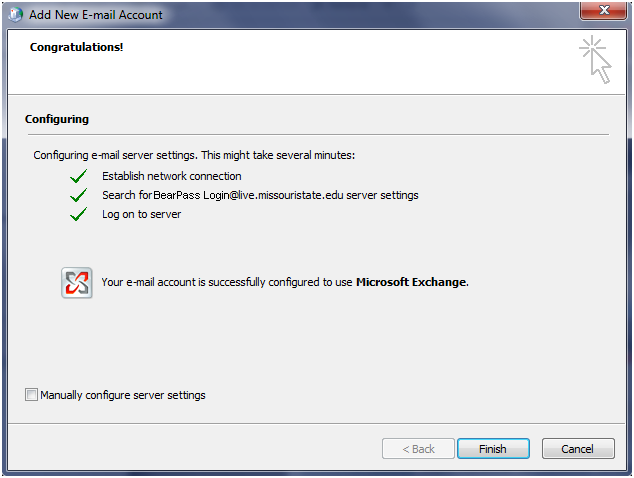 Add New E-mail Account
Congratulations!
Configuring
Configuring e-mail server settings. This might take several minutes:
Establish network connection
Search forBearPass Login@live.missouristate.edu server settings
Log on to server
Your e-mail account is successfully configured to use Microsoft Exchange.
Manually configure server settings
< Back
Finish
Cancel